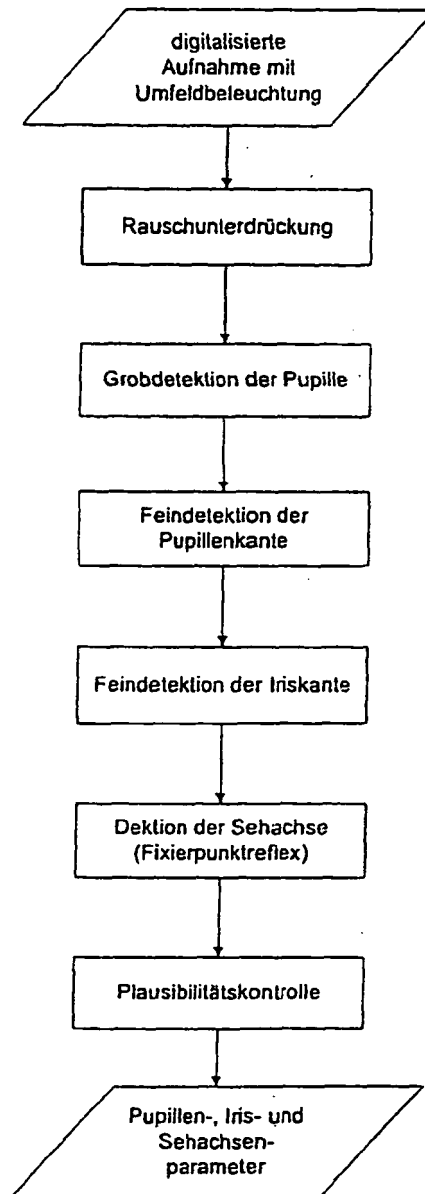 digitalisierte
Aufnahme mit
Umfeldbeleuchtung
Rauschunterdrückung
Grobdetektion der Pupille
Feindetektion der
Pupillenkante
Feindetektion der Iriskante
Dektion der Sehachse
(Fixierpunktreflex)
Plausibilitätskontrolle
Pupillen-, Iris- und
Sehachsen-
parameter